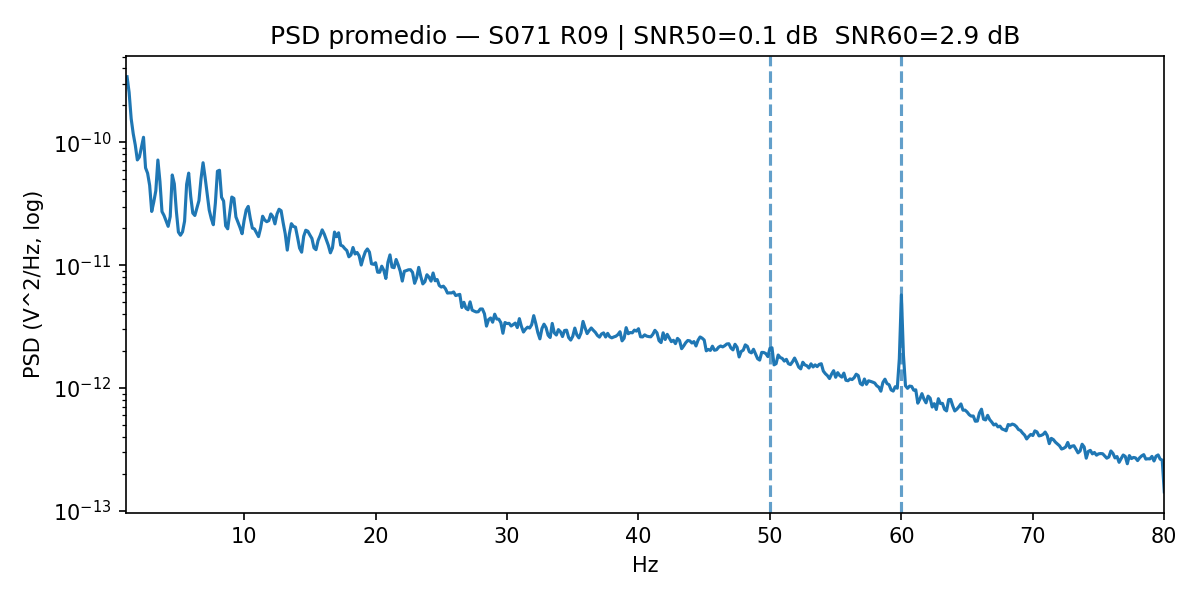 PSD promedio — S071 R09 | SNR50=0.1 dB  SNR60=2.9 dB
PSD (V^2/Hz, log)
10⁻¹⁰
10⁻¹¹
10⁻¹²
10⁻¹³
10 20 30 40 50 60 70 80
Hz